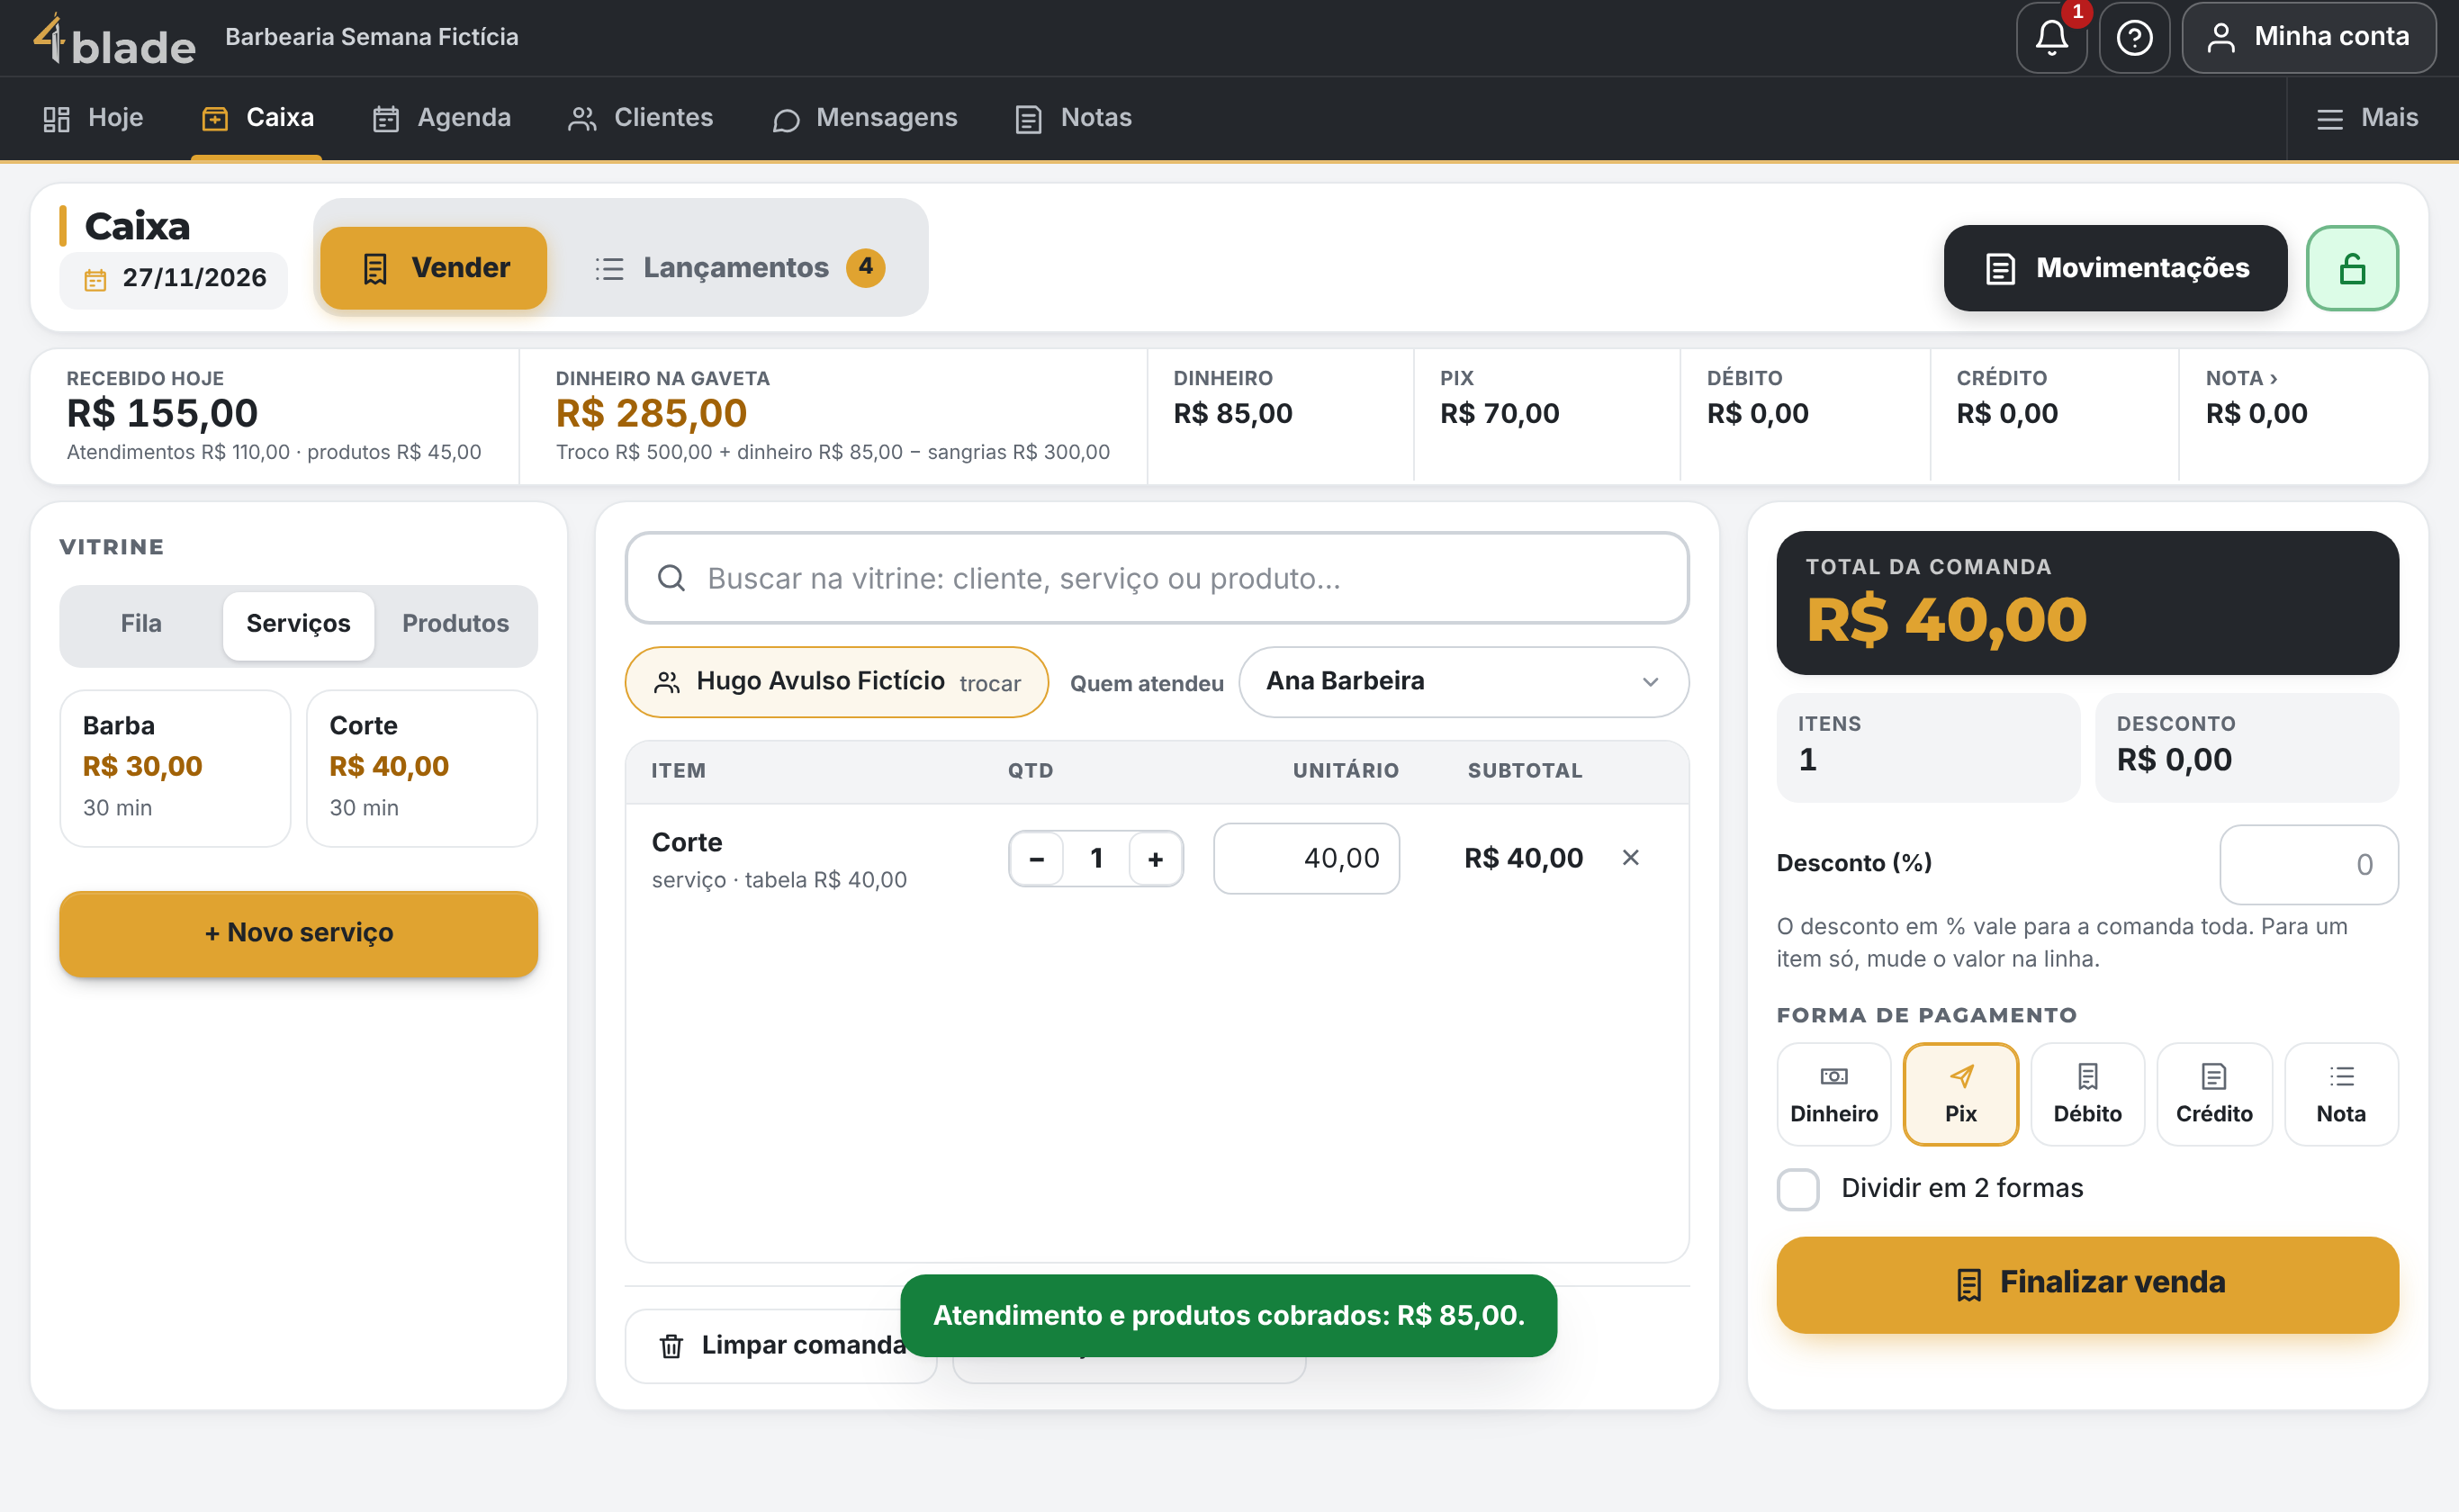 4blade
Barbearia Semana Fictícia
1
Minha conta
Hoje
Caixa
Agenda
Clientes
Mensagens
Notas
Mais
Caixa
27/11/2026
Vender
Lançamentos 4
Movimentações
RECEBIDO HOJE
R$ 155,00
Atendimentos R$ 110,00 · produtos R$ 45,00
DINHEIRO NA GAVETA
R$ 285,00
Troco R$ 500,00 + dinheiro R$ 85,00 − sangrias R$ 300,00
DINHEIRO
R$ 85,00
PIX
R$ 70,00
DÉBITO
R$ 0,00
CRÉDITO
R$ 0,00
NOTA ›
R$ 0,00
VITRINE
Fila
Serviços
Produtos
Barba
R$ 30,00
30 min
Corte
R$ 40,00
30 min
+ Novo serviço
Buscar na vitrine: cliente, serviço ou produto...
Hugo Avulso Fictício trocar
Quem atendeu
Ana Barbeira
ITEM
QTD
UNITÁRIO
SUBTOTAL
Corte
serviço · tabela R$ 40,00
− 1 +
40,00
R$ 40,00
×
Limpar comanda
Atendimento e produtos cobrados: R$ 85,00.
TOTAL DA COMANDA
R$ 40,00
ITENS
1
DESCONTO
R$ 0,00
Desconto (%)
0
O desconto em % vale para a comanda toda. Para um
item só, mude o valor na linha.
FORMA DE PAGAMENTO
Dinheiro
Pix
Débito
Crédito
Nota
Dividir em 2 formas
Finalizar venda